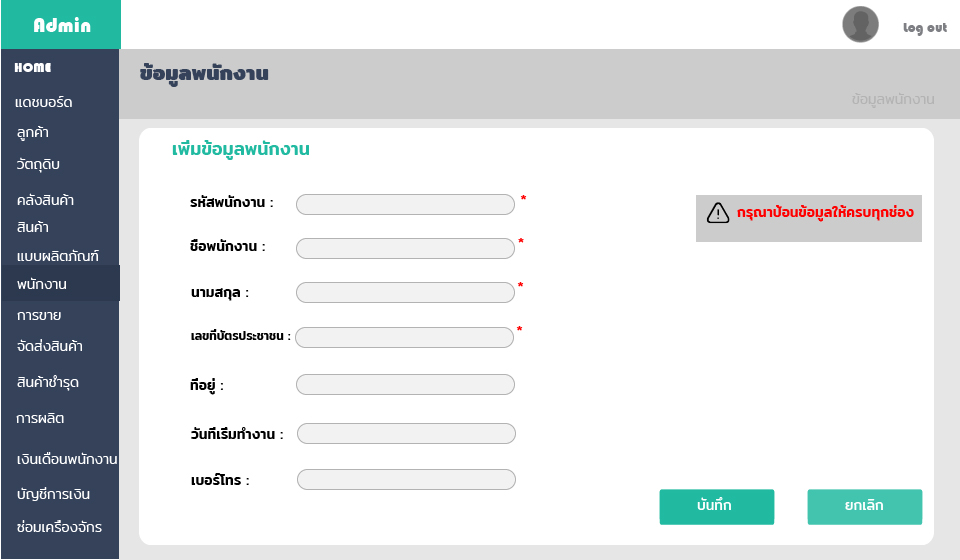 Admin
Log out
HOME
แดชบอร์ด
ลูกค้า
วัตถุดิบ
คลังสินค้า
สินค้า
แบบผลิตภัณฑ์
พนักงาน
การขาย
จัดส่งสินค้า
สินค้าชำรุด
การผลิต
เงินเดือนพนักงาน
บัญชีการเงิน
ซ่อมเครื่องจักร
ข้อมูลพนักงาน
ข้อมูลพนักงาน
เพิ่มข้อมูลพนักงาน
รหัสพนักงาน : *
ชื่อพนักงาน : *
นามสกุล : *
เลขที่บัตรประชาชน : *
ที่อยู่ :
วันที่เริ่มทำงาน :
เบอร์โทร :
กรุณาป้อนข้อมูลให้ครบทุกช่อง
บันทึก
ยกเลิก